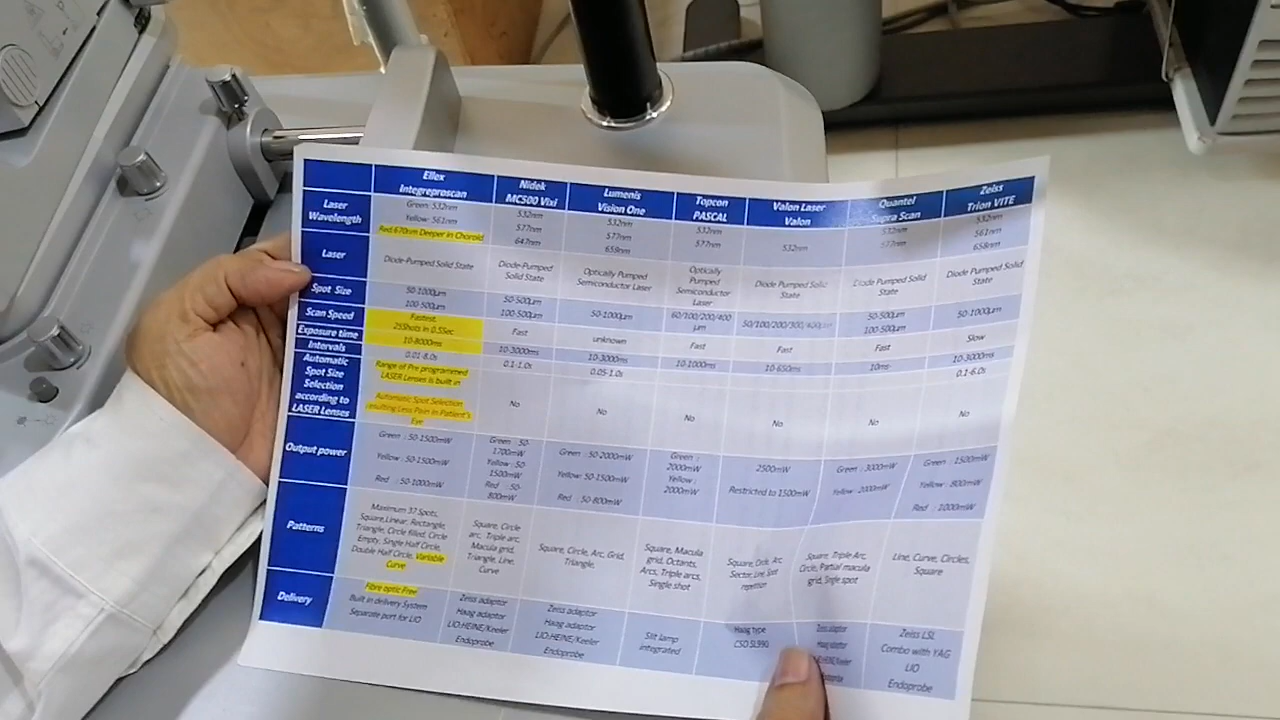 Ellex
Integreproscan
Nidek
MC500 Vixi
Lumenis
Vision One
Topcon
PASCAL
Valon Laser
Valon
Quantel
Supra Scan
Zeiss
Trion VITE
Laser
Wavelength
Green: 532nm
Yellow: 561nm
Red 670nm Deeper in Choroid
532nm
577nm
647nm
532nm
577nm
659nm
532nm
577nm
532nm
532nm
577nm
532nm
561nm
658nm
Laser
Diode-Pumped Solid State
Diode-Pumped
Solid State
Optically Pumped
Semiconductor Laser
Optically
Pumped
Semiconductor
Laser
Diode Pumped Solid
State
Diode Pumped Solid
State
Diode Pumped Solid
State
Spot Size
50-1000µm
100-500µm
50-500µm
100-500µm
50-1000µm
60/100/200/400
µm
50/100/200/300/400µm
50-500µm
100-500µm
50-1000µm
Scan Speed
Fastest
25Shots in 0.5Sec
Fast
unknown
Fast
Fast
Fast
Slow
Exposure time
10-8000ms
10-3000ms
10-3000ms
10-1000ms
10-650ms
10ms-
10-3000ms
Intervals
0.01-8.0s
0.1-1.0s
0.05-1.0s
0.1-6.0s
Automatic
Spot Size
Selection
according to
LASER Lenses
Range of Pre programmed
LASER Lenses is built in
Automatic Spot Selection
resulting Less Pain in Patient's
Eye
No
No
No
No
No
No
Output power
Green : 50-1500mW
Yellow : 50-1500mW
Red : 50-1000mW
Green : 50-
1700mW
Yellow : 50-
1500mW
Red : 50-
800mW
Green : 50-2000mW
Yellow: 50-1500mW
Red : 50-800mW
Green :
2000mW
Yellow :
2000mW
2500mW
Restricted to 1500mW
Green : 3000mW
Yellow : 2000mW
Green : 1500mW
Yellow : 800mW
Red : 1000mW
Patterns
Maximum 37 Spots,
Square,Linear, Rectangle,
Triangle, Circle filled, Circle
Empty, Single Half Circle,
Double Half Circle, Variable
Curve
Square, Circle
arc, Triple arc,
Macula grid,
Triangle, Line,
Curve
Square, Circle, Arc, Grid,
Triangle,
Square, Macula
grid, Octants,
Arcs, Triple arcs,
Single shot
Square, Circle, Arc
Sector, Line, Spot
repetition
Square, Triple Arc,
Circle, Partial macula
grid, Single spot
Line, Curve, Circles,
Square
Delivery
Fibre optic Free
Built in delivery System
Separate port for LIO
Zeiss adaptor
Haag adaptor
LIO:HEINE/Keeler
Endoprobe
Zeiss adaptor
Haag adaptor
LIO:HEINE/Keeler
Endoprobe
Slit lamp
integrated
Haag type
CSO SL990
Zeiss adaptor
Haag adaptor
Zeiss LSL
Combo with YAG
LIO
Endoprobe